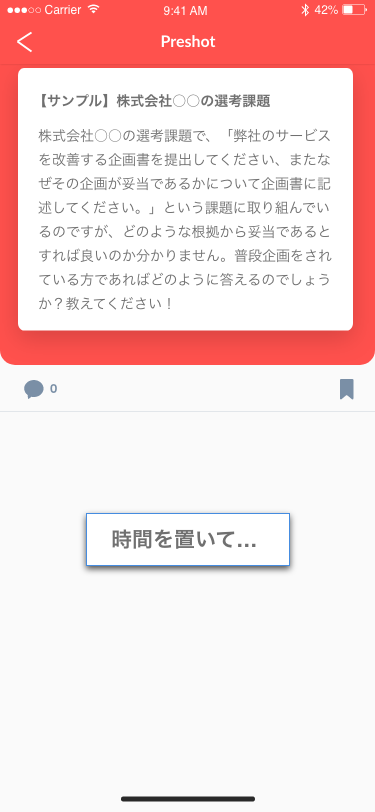 Carrier 9:41 AM 42%
Preshot
【サンプル】株式会社○○の選考課題
株式会社○○の選考課題で、「弊社のサービス
を改善する企画書を提出してください、またな
ぜその企画が妥当であるかについて企画書に記
述してください。」という課題に取り組んでい
るのですが、どのような根拠から妥当であると
すれば良いのか分かりません。普段企画をされ
ている方であればどのように答えるのでしょう
か？教えてください！
0
時間を置いて...